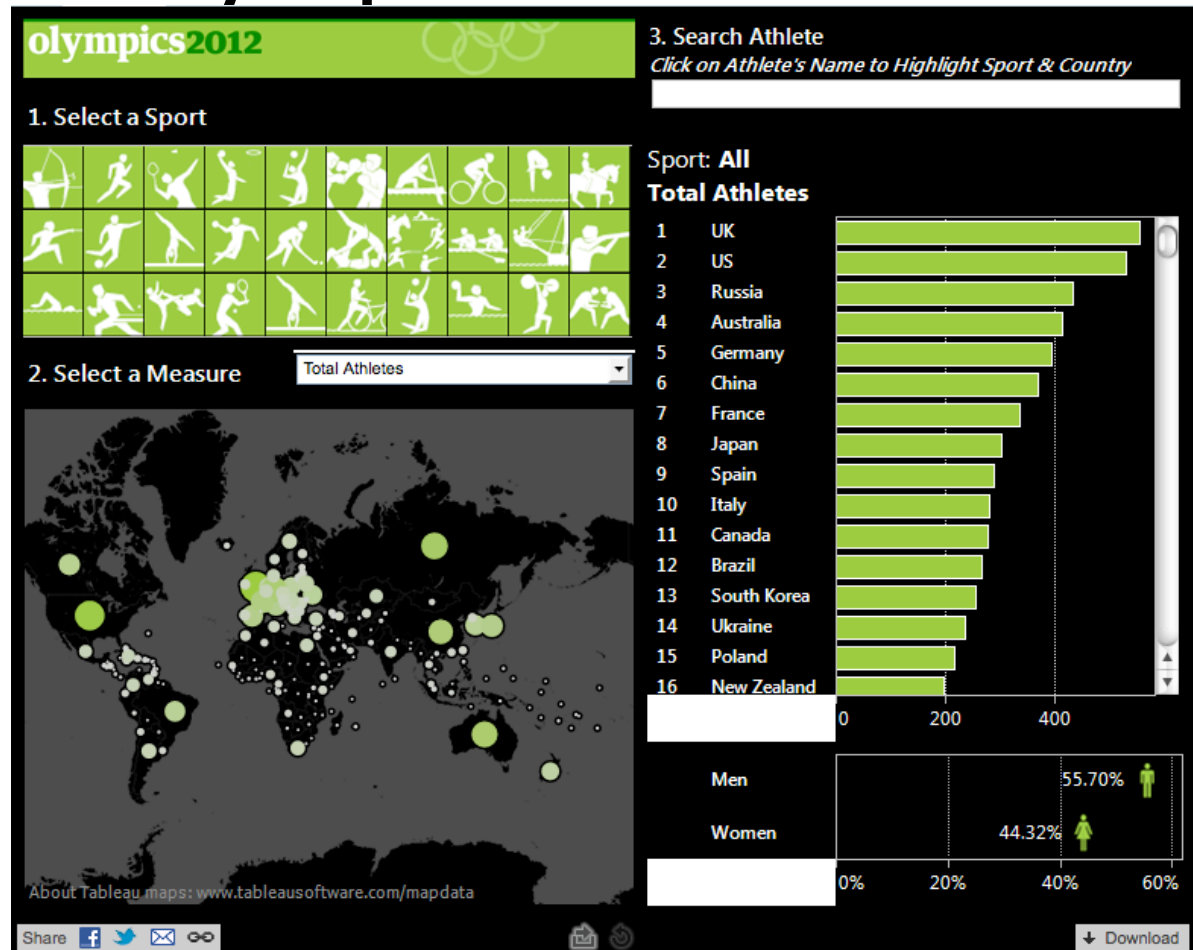 olympics2012
1. Select a Sport
2. Select a Measure
Total Athletes
About Tableau maps: www.tableausoftware.com/mapdata
Share
3. Search Athlete
Click on Athlete's Name to Highlight Sport & Country
Sport: All
Total Athletes
1 UK
2 US
3 Russia
4 Australia
5 Germany
6 China
7 France
8 Japan
9 Spain
10 Italy
11 Canada
12 Brazil
13 South Korea
14 Ukraine
15 Poland
16 New Zealand
0 200 400
Men 55.70%
Women 44.32%
0% 20% 40% 60%
Download